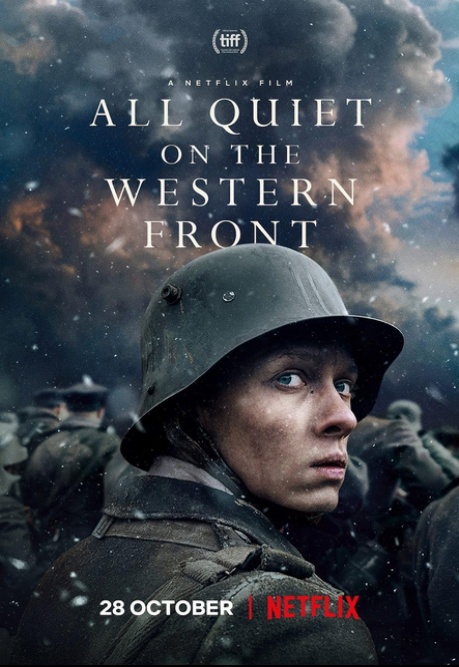 tiff
A NETFLIX FILM
ALL QUIET
ON THE
WESTERN
FRONT
28 OCTOBER | NETFLIX